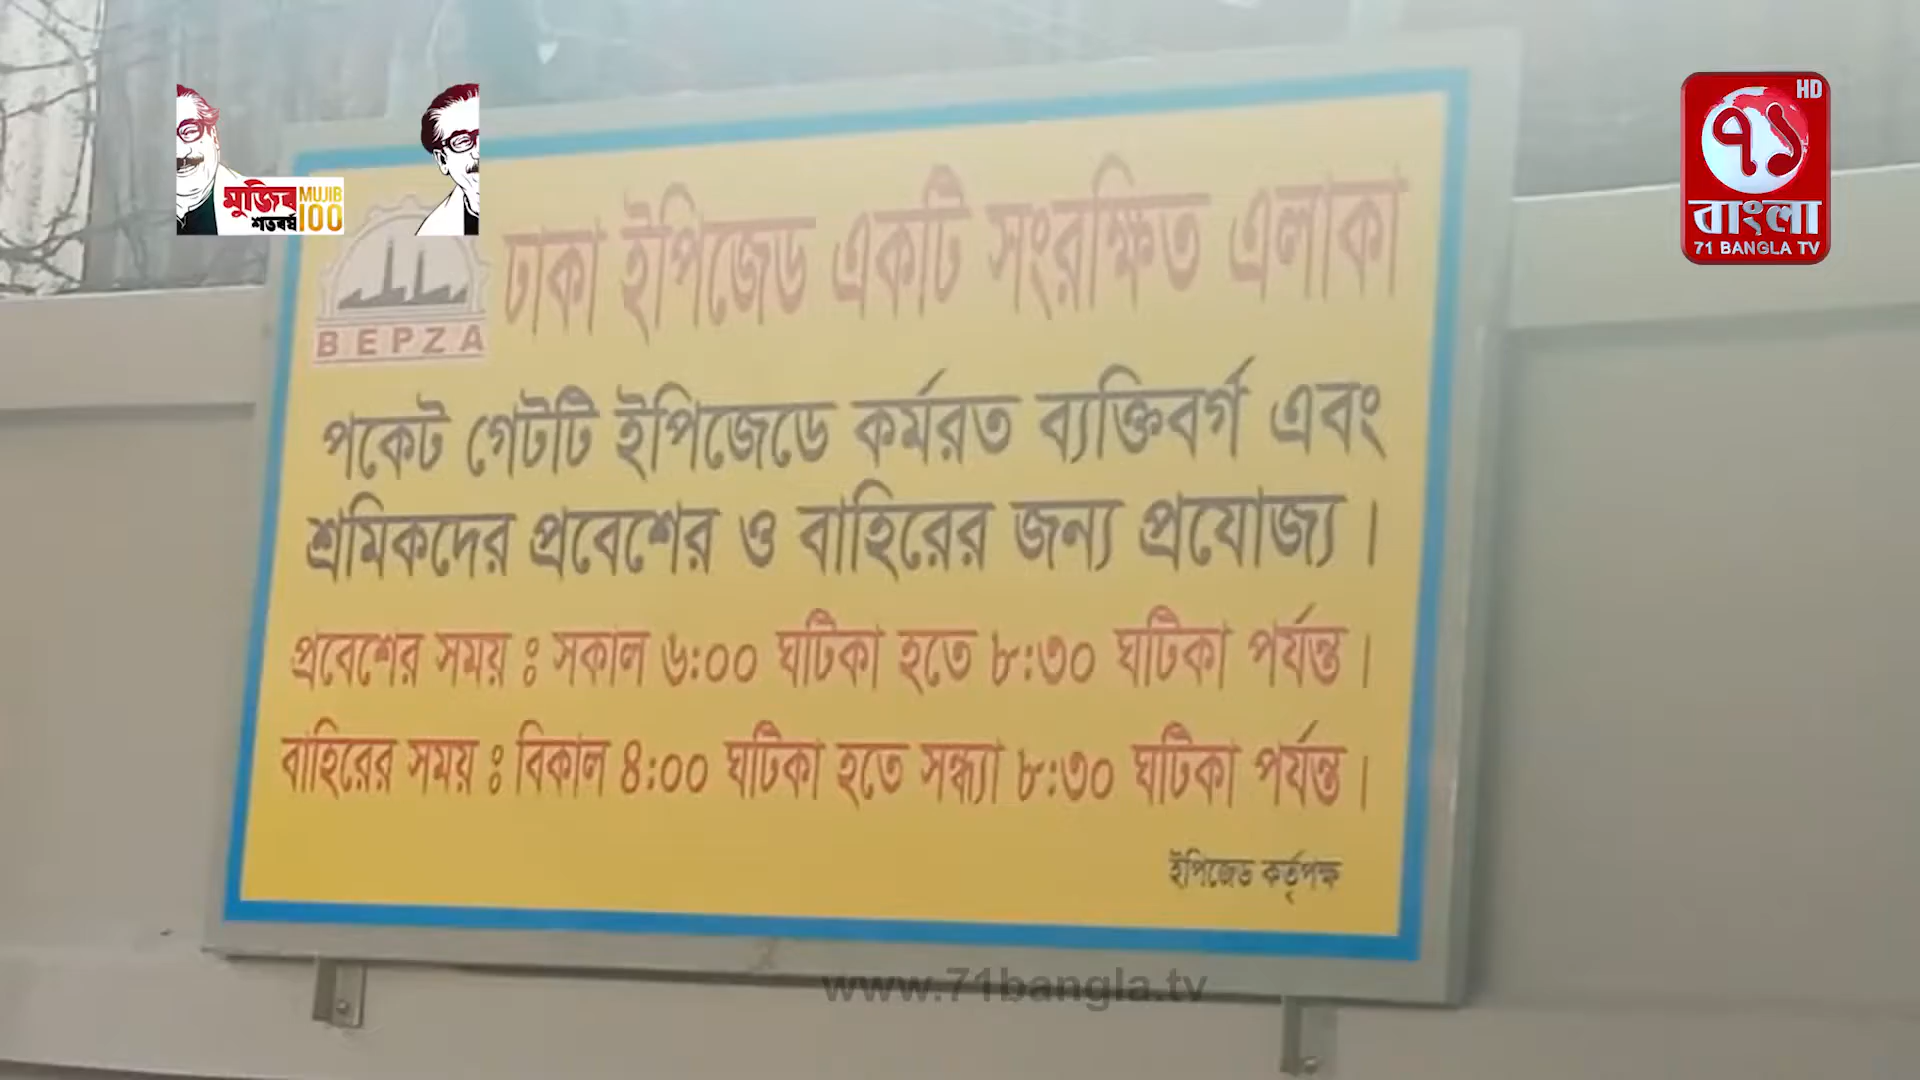 HD
৭১
বাংলা
71 BANGLA TV
মুজিব
শতবর্ষ
MUJIB
100
BEPZA
ঢাকা ইপিজেড একটি সংরক্ষিত এলাকা
পকেট গেটটি ইপিজেডে কর্মরত ব্যক্তিবর্গ এবং
শ্রমিকদের প্রবেশের ও বাহিরের জন্য প্রযোজ্য।
প্রবেশের সময় ঃ সকাল ৬:০০ ঘটিকা হতে ৮:৩০ ঘটিকা পর্যন্ত।
বাহিরের সময় ঃ বিকাল ৪:০০ ঘটিকা হতে সন্ধ্যা ৮:৩০ ঘটিকা পর্যন্ত।
ইপিজেড কর্তৃপক্ষ
www.71bangla.tv